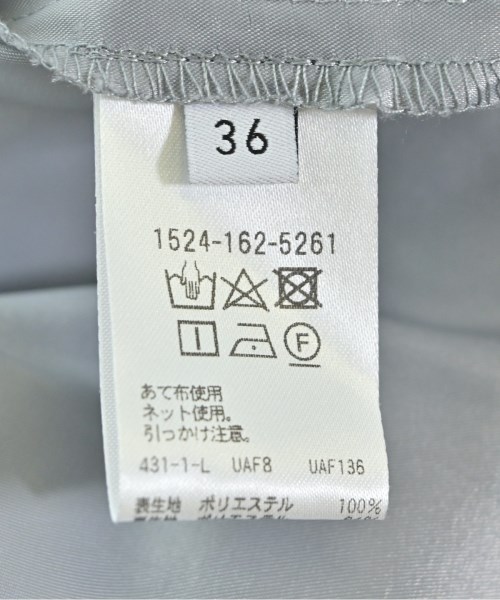 36
1524-162-5261
F
あて布使用
ネット使用。
引っかけ注意。
431-1-L UAF8 UAF136
表生地 ポリエステル 100%